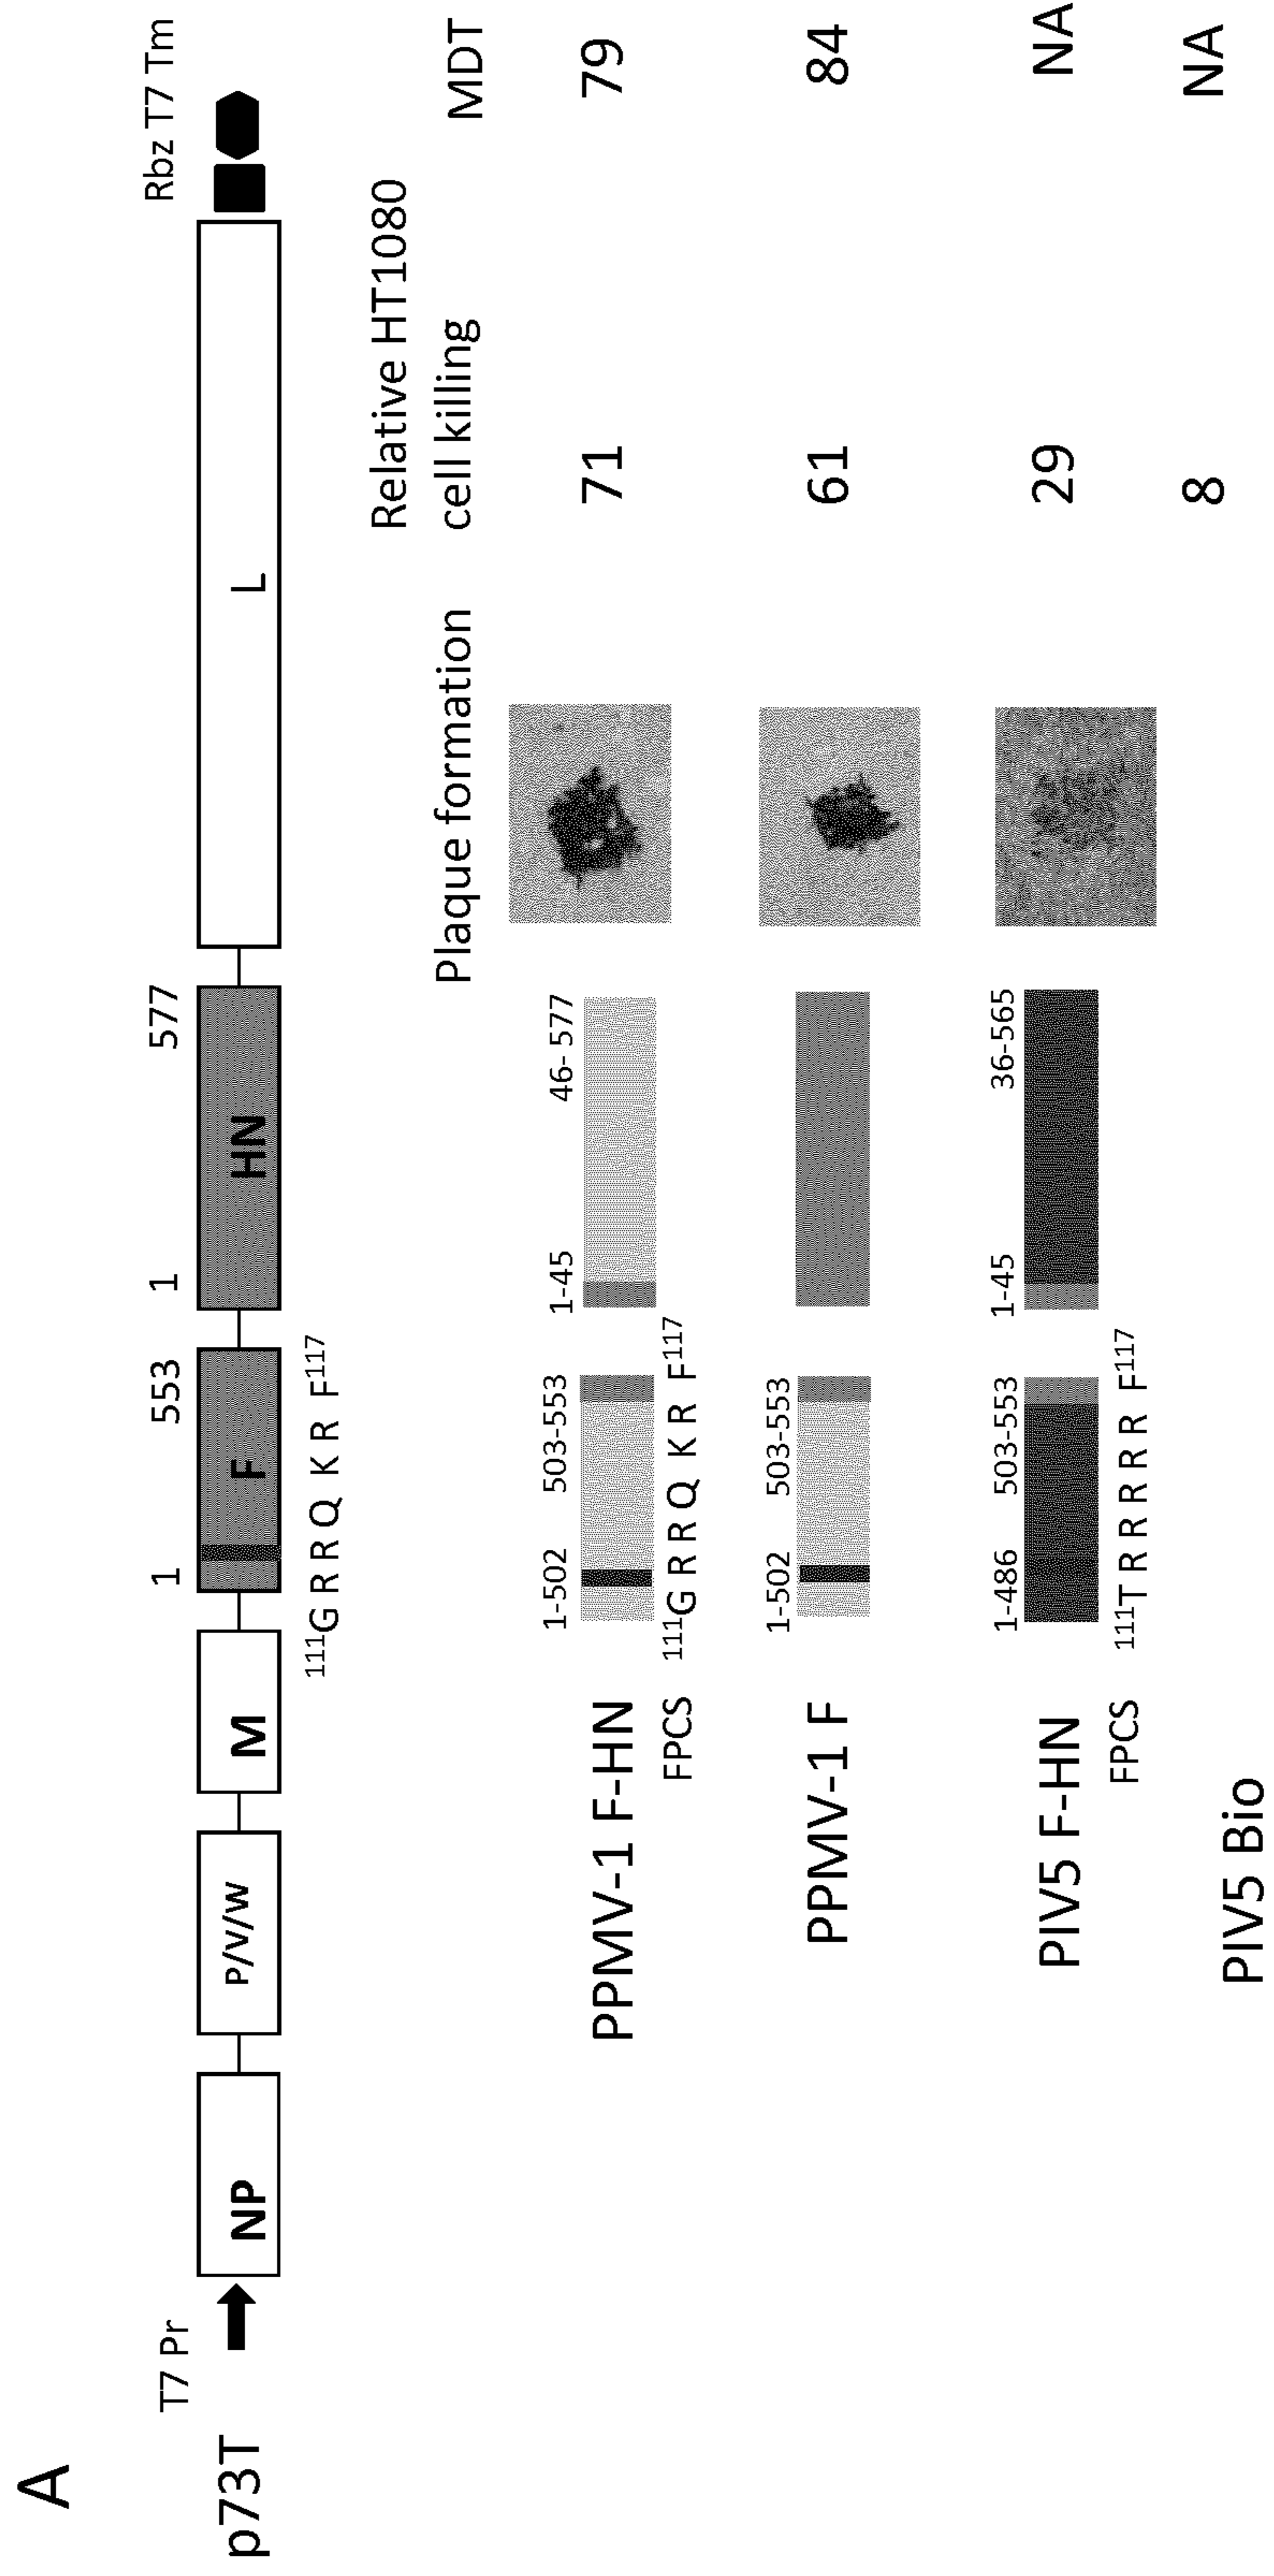 A
p73T
T7 Pr
NP
P/V/W
M
1 553
F
1 577
HN
L
Rbz T7 Tm
111G R R Q K R F117
Plaque formation
Relative HT1080
cell killing
MDT
PPMV-1 F-HN
1-502 503-553
1-45 46- 577
71
79
FPCS
111G R R Q K R F117
PPMV-1 F
1-502 503-553
61
84
PIV5 F-HN
1-486 503-553
1-45 36-565
29
NA
FPCS
111T R R R R R F117
PIV5 Bio
8
NA